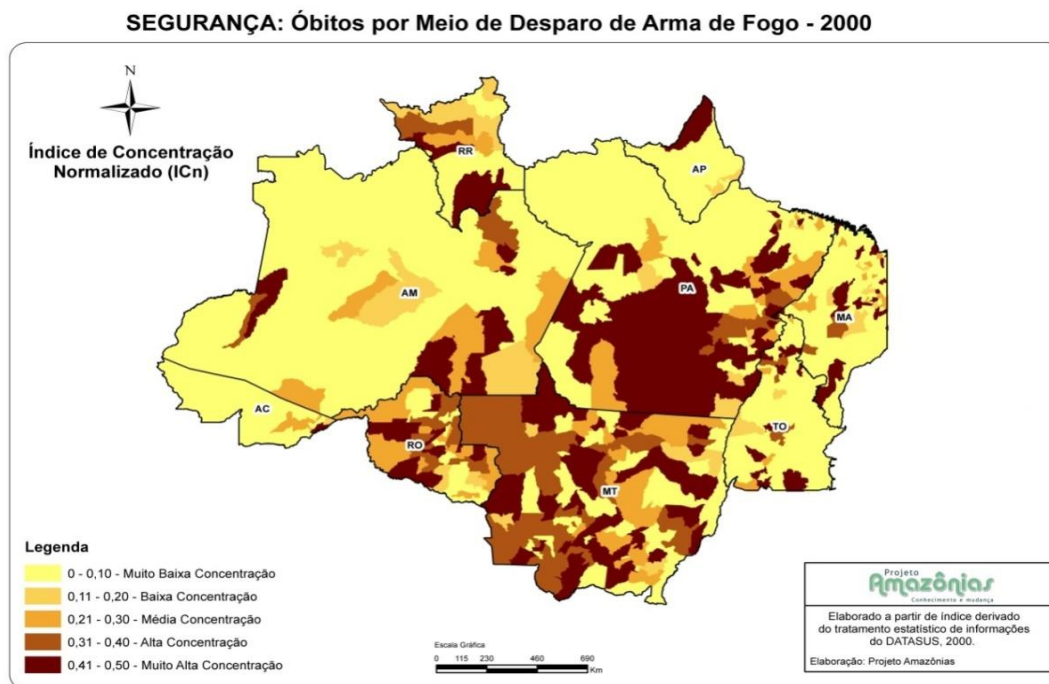 SEGURANÇA: Óbitos por Meio de Desparo de Arma de Fogo - 2000
N
Índice de Concentração
Normalizado (ICn)
RR
AP
AM
PA
MA
AC
TO
RO
MT
Legenda
0 - 0,10 - Muito Baixa Concentração
0,11 - 0,20 - Baixa Concentração
0,21 - 0,30 - Média Concentração
0,31 - 0,40 - Alta Concentração
0,41 - 0,50 - Muito Alta Concentração
Escala Gráfica
0 115 230 460 690
Km
Projeto
Amazônias
Conhecimento e mudança
Elaborado a partir de índice derivado
do tratamento estatístico de informações
do DATASUS, 2000.
Elaboração: Projeto Amazônias